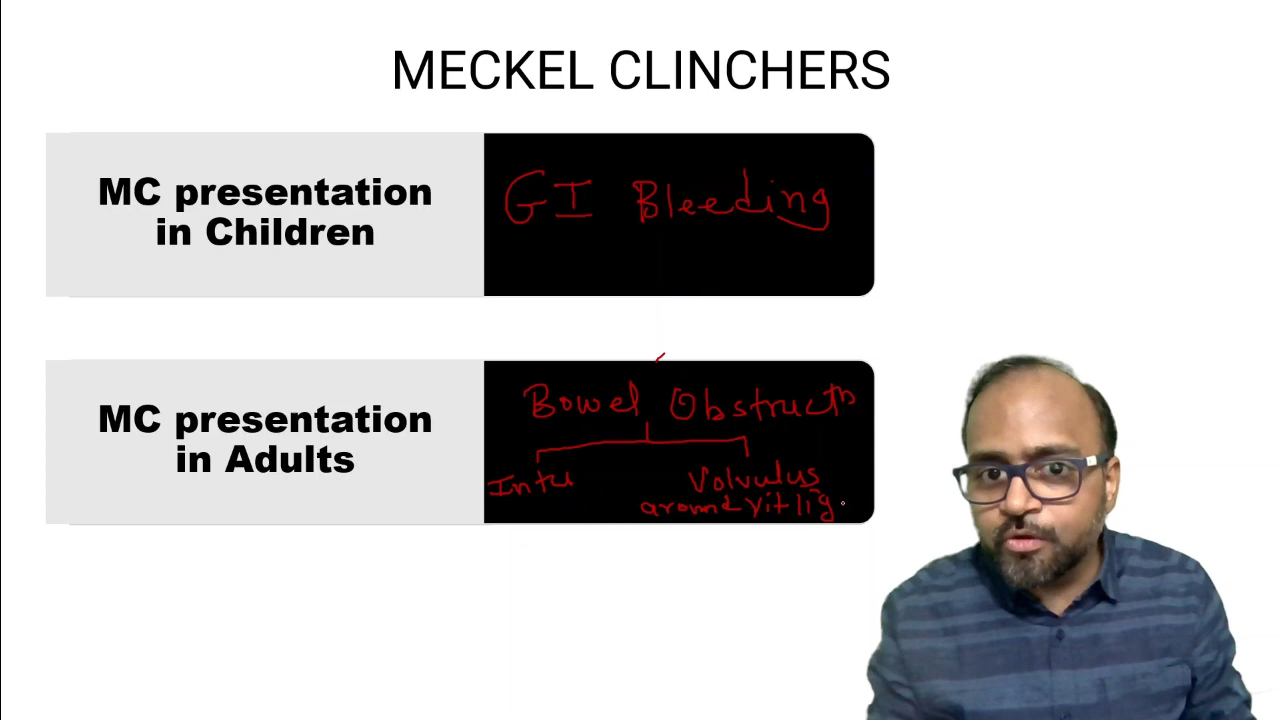 MECKEL CLINCHERS
MC presentation
in Children
GI Bleeding
MC presentation
in Adults
Bowel Obstructn
Intu
Volvulus
around vit lig